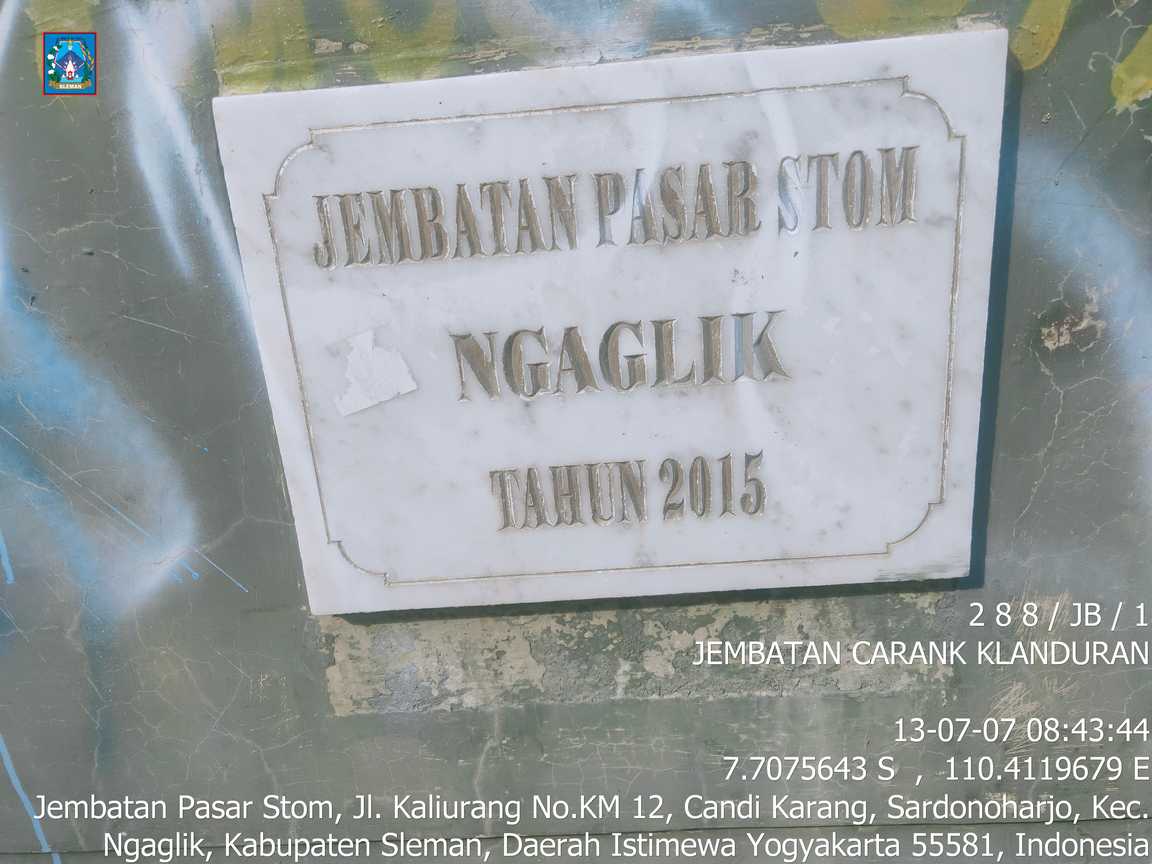 SLEMAN
JEMBATAN PASAR STOM
NGAGLIK
TAHUN 2015
2 8 8 / JB / 1
JEMBATAN CARANK KLANDURAN
13-07-07 08:43:44
7.7075643 S , 110.4119679 E
Jembatan Pasar Stom, Jl. Kaliurang No.KM 12, Candi Karang, Sardonoharjo, Kec.
Ngaglik, Kabupaten Sleman, Daerah Istimewa Yogyakarta 55581, Indonesia